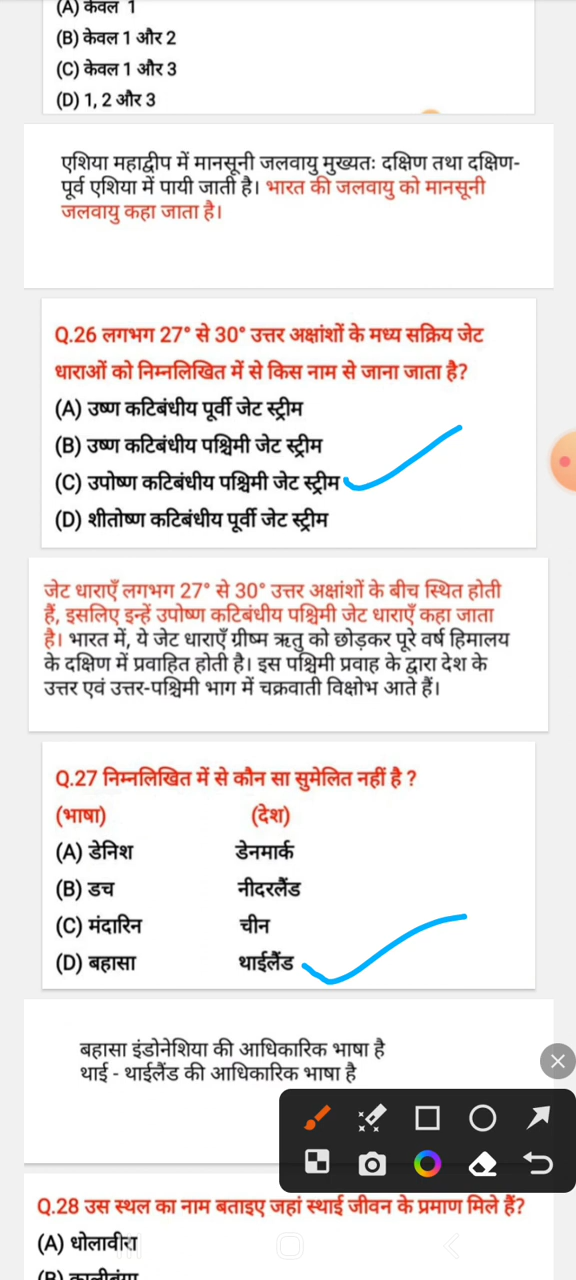 (A) केवल 1
(B) केवल 1 और 2
(C) केवल 1 और 3
(D) 1, 2 और 3
एशिया महाद्वीप में मानसूनी जलवायु मुख्यतः दक्षिण तथा दक्षिण-
पूर्व एशिया में पायी जाती है। भारत की जलवायु को मानसूनी
जलवायु कहा जाता है।
Q.26 लगभग 27° से 30° उत्तर अक्षांशों के मध्य सक्रिय जेट
धाराओं को निम्नलिखित में से किस नाम से जाना जाता है?
(A) उष्ण कटिबंधीय पूर्वी जेट स्ट्रीम
(B) उष्ण कटिबंधीय पश्चिमी जेट स्ट्रीम
(C) उपोष्ण कटिबंधीय पश्चिमी जेट स्ट्रीम
(D) शीतोष्ण कटिबंधीय पूर्वी जेट स्ट्रीम
जेट धाराएँ लगभग 27° से 30° उत्तर अक्षांशों के बीच स्थित होती
हैं, इसलिए इन्हें उपोष्ण कटिबंधीय पश्चिमी जेट धाराएँ कहा जाता
है। भारत में, ये जेट धाराएँ ग्रीष्म ऋतु को छोड़कर पूरे वर्ष हिमालय
के दक्षिण में प्रवाहित होती है। इस पश्चिमी प्रवाह के द्वारा देश के
उत्तर एवं उत्तर-पश्चिमी भाग में चक्रवाती विक्षोभ आते हैं।
Q.27 निम्नलिखित में से कौन सा सुमेलित नहीं है ?
(भाषा) (देश)
(A) डेनिश डेनमार्क
(B) डच नीदरलैंड
(C) मंदारिन चीन
(D) बहासा थाईलैंड
बहासा इंडोनेशिया की आधिकारिक भाषा है
थाई - थाईलैंड की आधिकारिक भाषा है
Q.28 उस स्थल का नाम बताइए जहां स्थाई जीवन के प्रमाण मिले हैं?
(A) धोलावीरा
(B) कालीबंगा